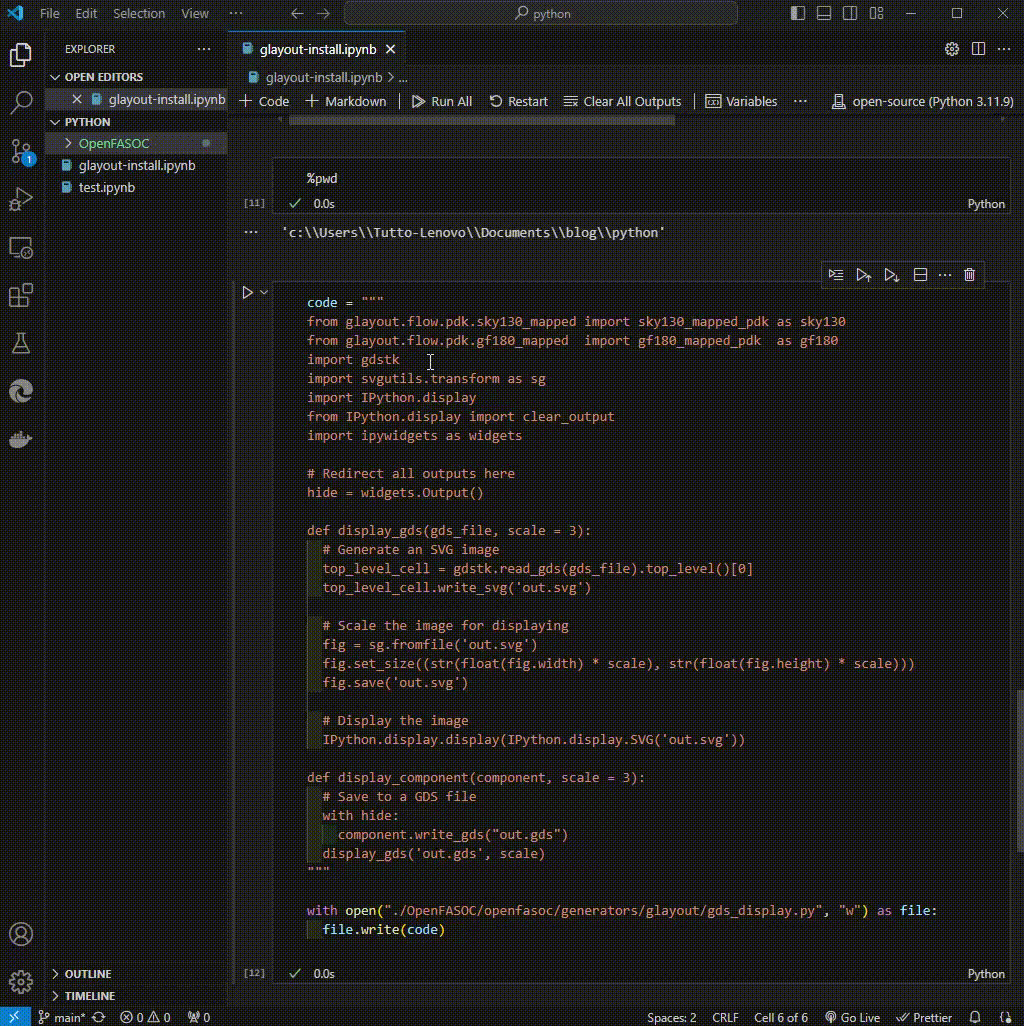 File Edit Selection View ··· python
EXPLORER ···
OPEN EDITORS
glayout-install.ipynb
PYTHON
OpenFASOC
glayout-install.ipynb
test.ipynb
1
OUTLINE
TIMELINE
glayout-install.ipynb
glayout-install.ipynb > ...
+ Code + Markdown | Run All Restart Clear All Outputs | Variables ··· open-source (Python 3.11.9)
%pwd
[11] 0.0s Python
'c:\\Users\\Tutto-Lenovo\\Documents\\blog\\python'
code = """
from glayout.flow.pdk.sky130_mapped import sky130_mapped_pdk as sky130
from glayout.flow.pdk.gf180_mapped  import gf180_mapped_pdk  as gf180
import gdstk
import svgutils.transform as sg
import IPython.display
from IPython.display import clear_output
import ipywidgets as widgets
# Redirect all outputs here
hide = widgets.Output()
def display_gds(gds_file, scale = 3):
  # Generate an SVG image
  top_level_cell = gdstk.read_gds(gds_file).top_level()[0]
  top_level_cell.write_svg('out.svg')
  # Scale the image for displaying
  fig = sg.fromfile('out.svg')
  fig.set_size((str(float(fig.width) * scale), str(float(fig.height) * scale)))
  fig.save('out.svg')
  # Display the image
  IPython.display.display(IPython.display.SVG('out.svg'))
def display_component(component, scale = 3):
  # Save to a GDS file
  with hide:
    component.write_gds("out.gds")
  display_gds('out.gds', scale)
"""
with open("./OpenFASOC/openfasoc/generators/glayout/gds_display.py", "w") as file:
  file.write(code)
[12] 0.0s Python
main* 0 0 0 Spaces: 2 CRLF Cell 6 of 6 Go Live Prettier